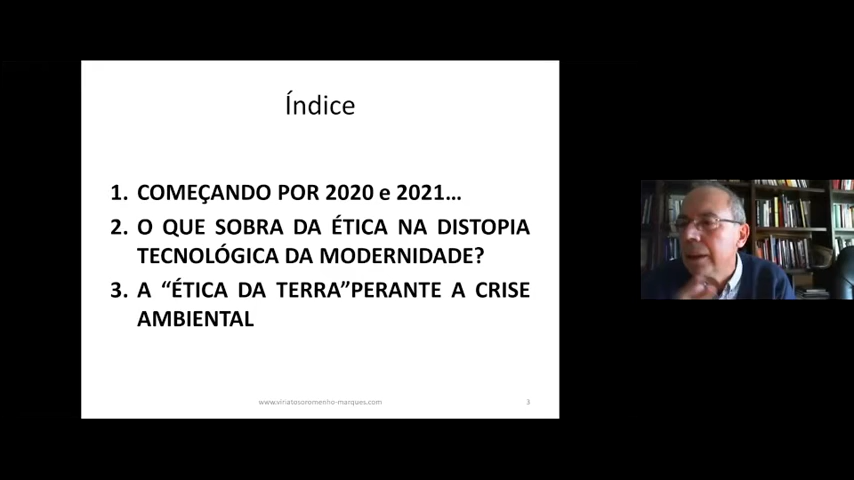 Índice
1. COMEÇANDO POR 2020 e 2021...
2. O QUE SOBRA DA ÉTICA NA DISTOPIA
TECNOLÓGICA DA MODERNIDADE?
3. A “ÉTICA DA TERRA”PERANTE A CRISE
AMBIENTAL
www.viriatosoromenho-marques.com
3